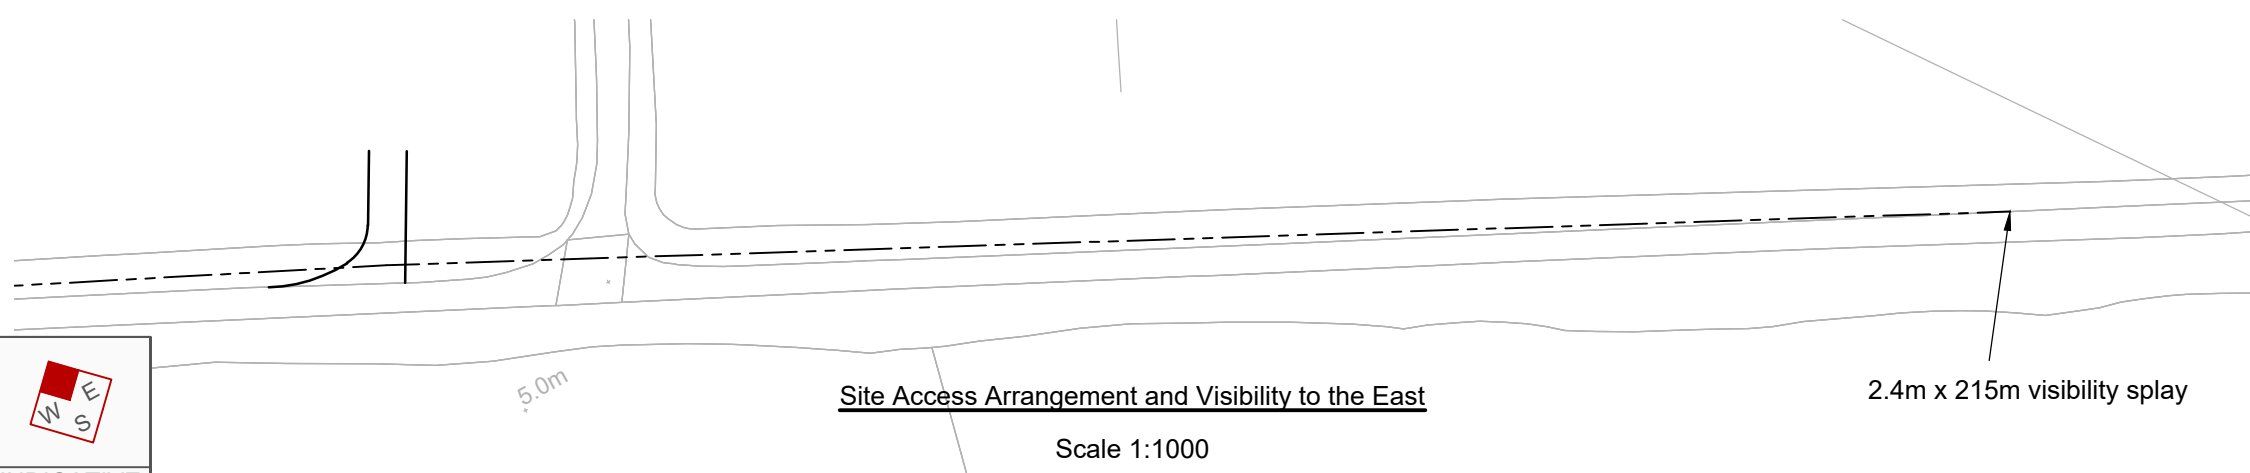 E
W
S
5.0m
Site Access Arrangement and Visibility to the East
2.4m x 215m visibility splay
Scale 1:1000